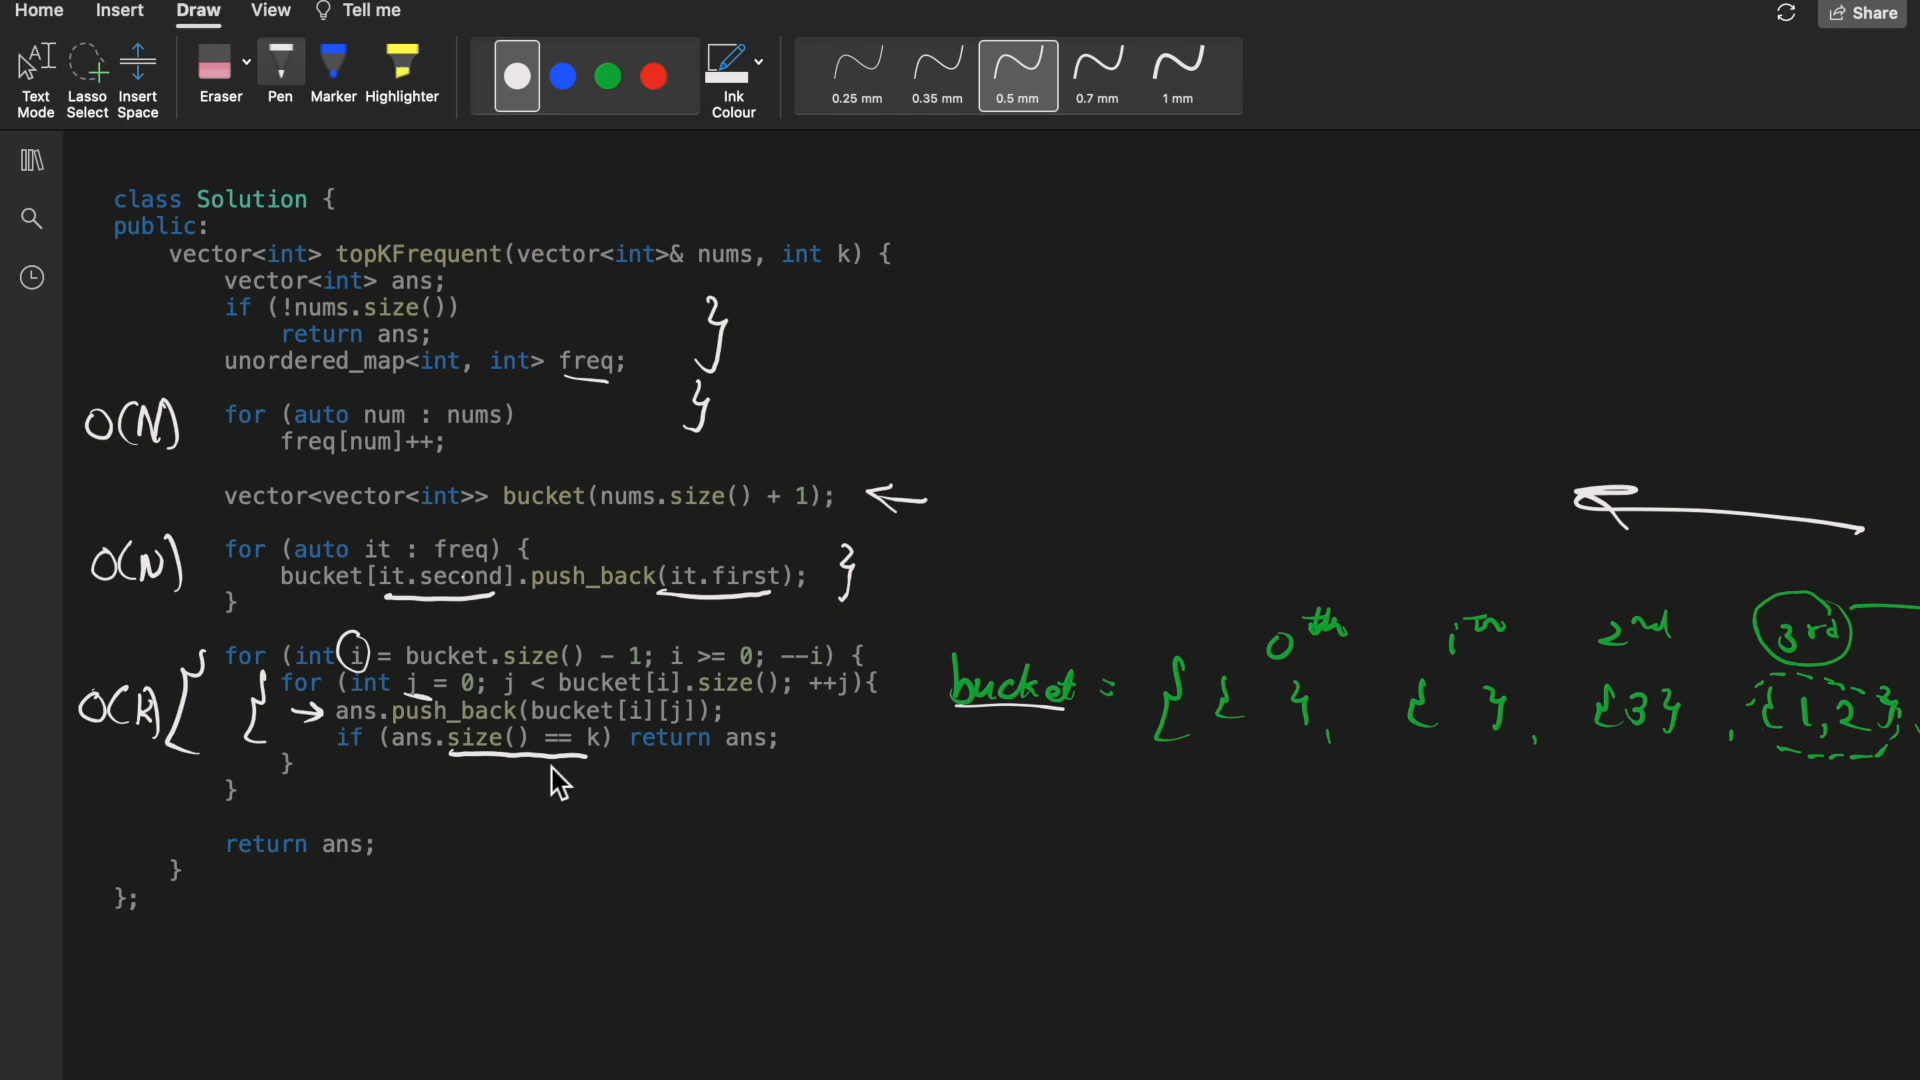 Home Insert Draw View Tell me Share
Text Mode
Lasso Select
Insert Space
Eraser
Pen
Marker
Highlighter
Ink Colour
0.25 mm
0.35 mm
0.5 mm
0.7 mm
1 mm
class Solution {
public:
    vector<int> topKFrequent(vector<int>& nums, int k) {
        vector<int> ans;
        if (!nums.size())
            return ans;
        unordered_map<int, int> freq;
}
}
O(N)
        for (auto num : nums)
            freq[num]++;
        vector<vector<int>> bucket(nums.size() + 1); ←
O(N)
        for (auto it : freq) {
            bucket[it.second].push_back(it.first);
        }
}
O(K)
        for (int i = bucket.size() - 1; i >= 0; --i) {
            for (int j = 0; j < bucket[i].size(); ++j){
→ ans.push_back(bucket[i][j]);
                if (ans.size() == k) return ans;
            }
        }
        return ans;
    }
};
0th 1th 2nd 3rd
bucket = { { }, { }, {3}, {1,2},